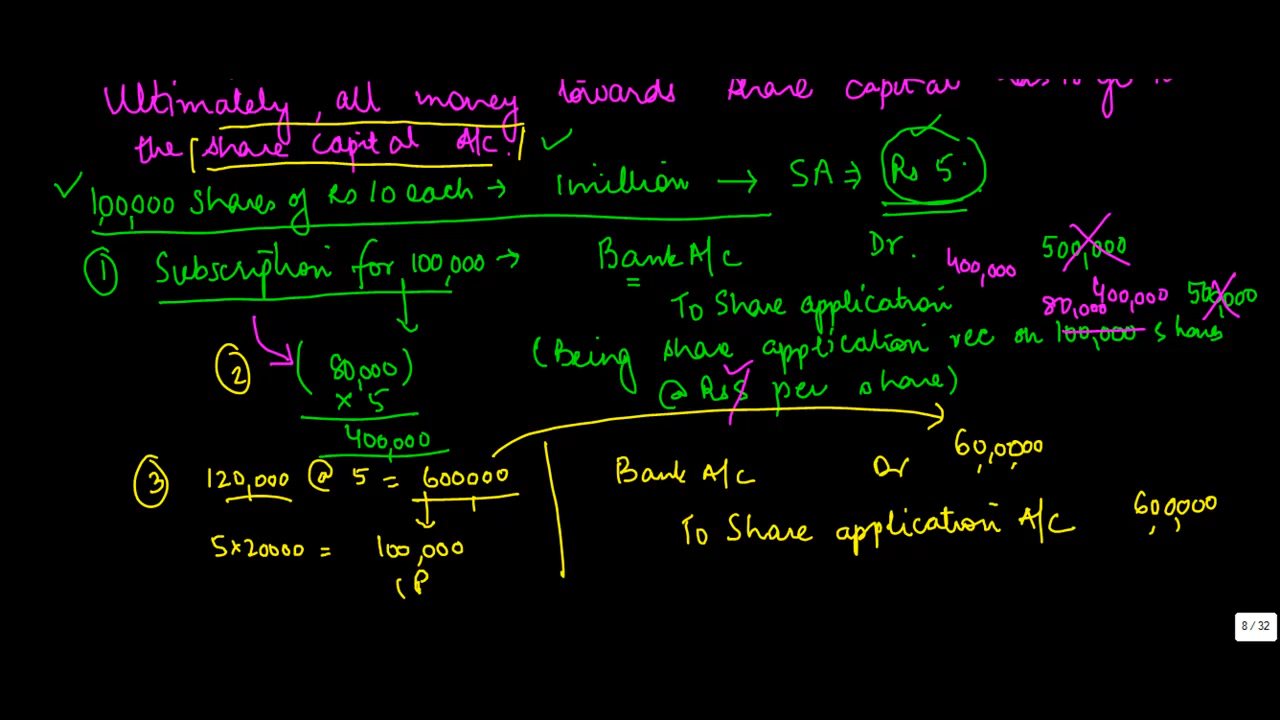 Ultimately, all money towards share capital has to go to
the share capital A/c.
100,000 shares of Rs 10 each → 1 million → SA ⇒ Rs 5.
① Subscription for 100,000 → Bank A/c Dr. 400,000 500,000
To Share application 400,000 500,000
(Being share application rec on 100,000 80,000 shares
@ Rs 5 per share)
② (80,000)
× 5
400,000
③ 120,000 @ 5 = 600000
5×20000 = 100,000
(P
Bank A/c Dr 60,0,000
To Share application A/c 600000
8 / 32